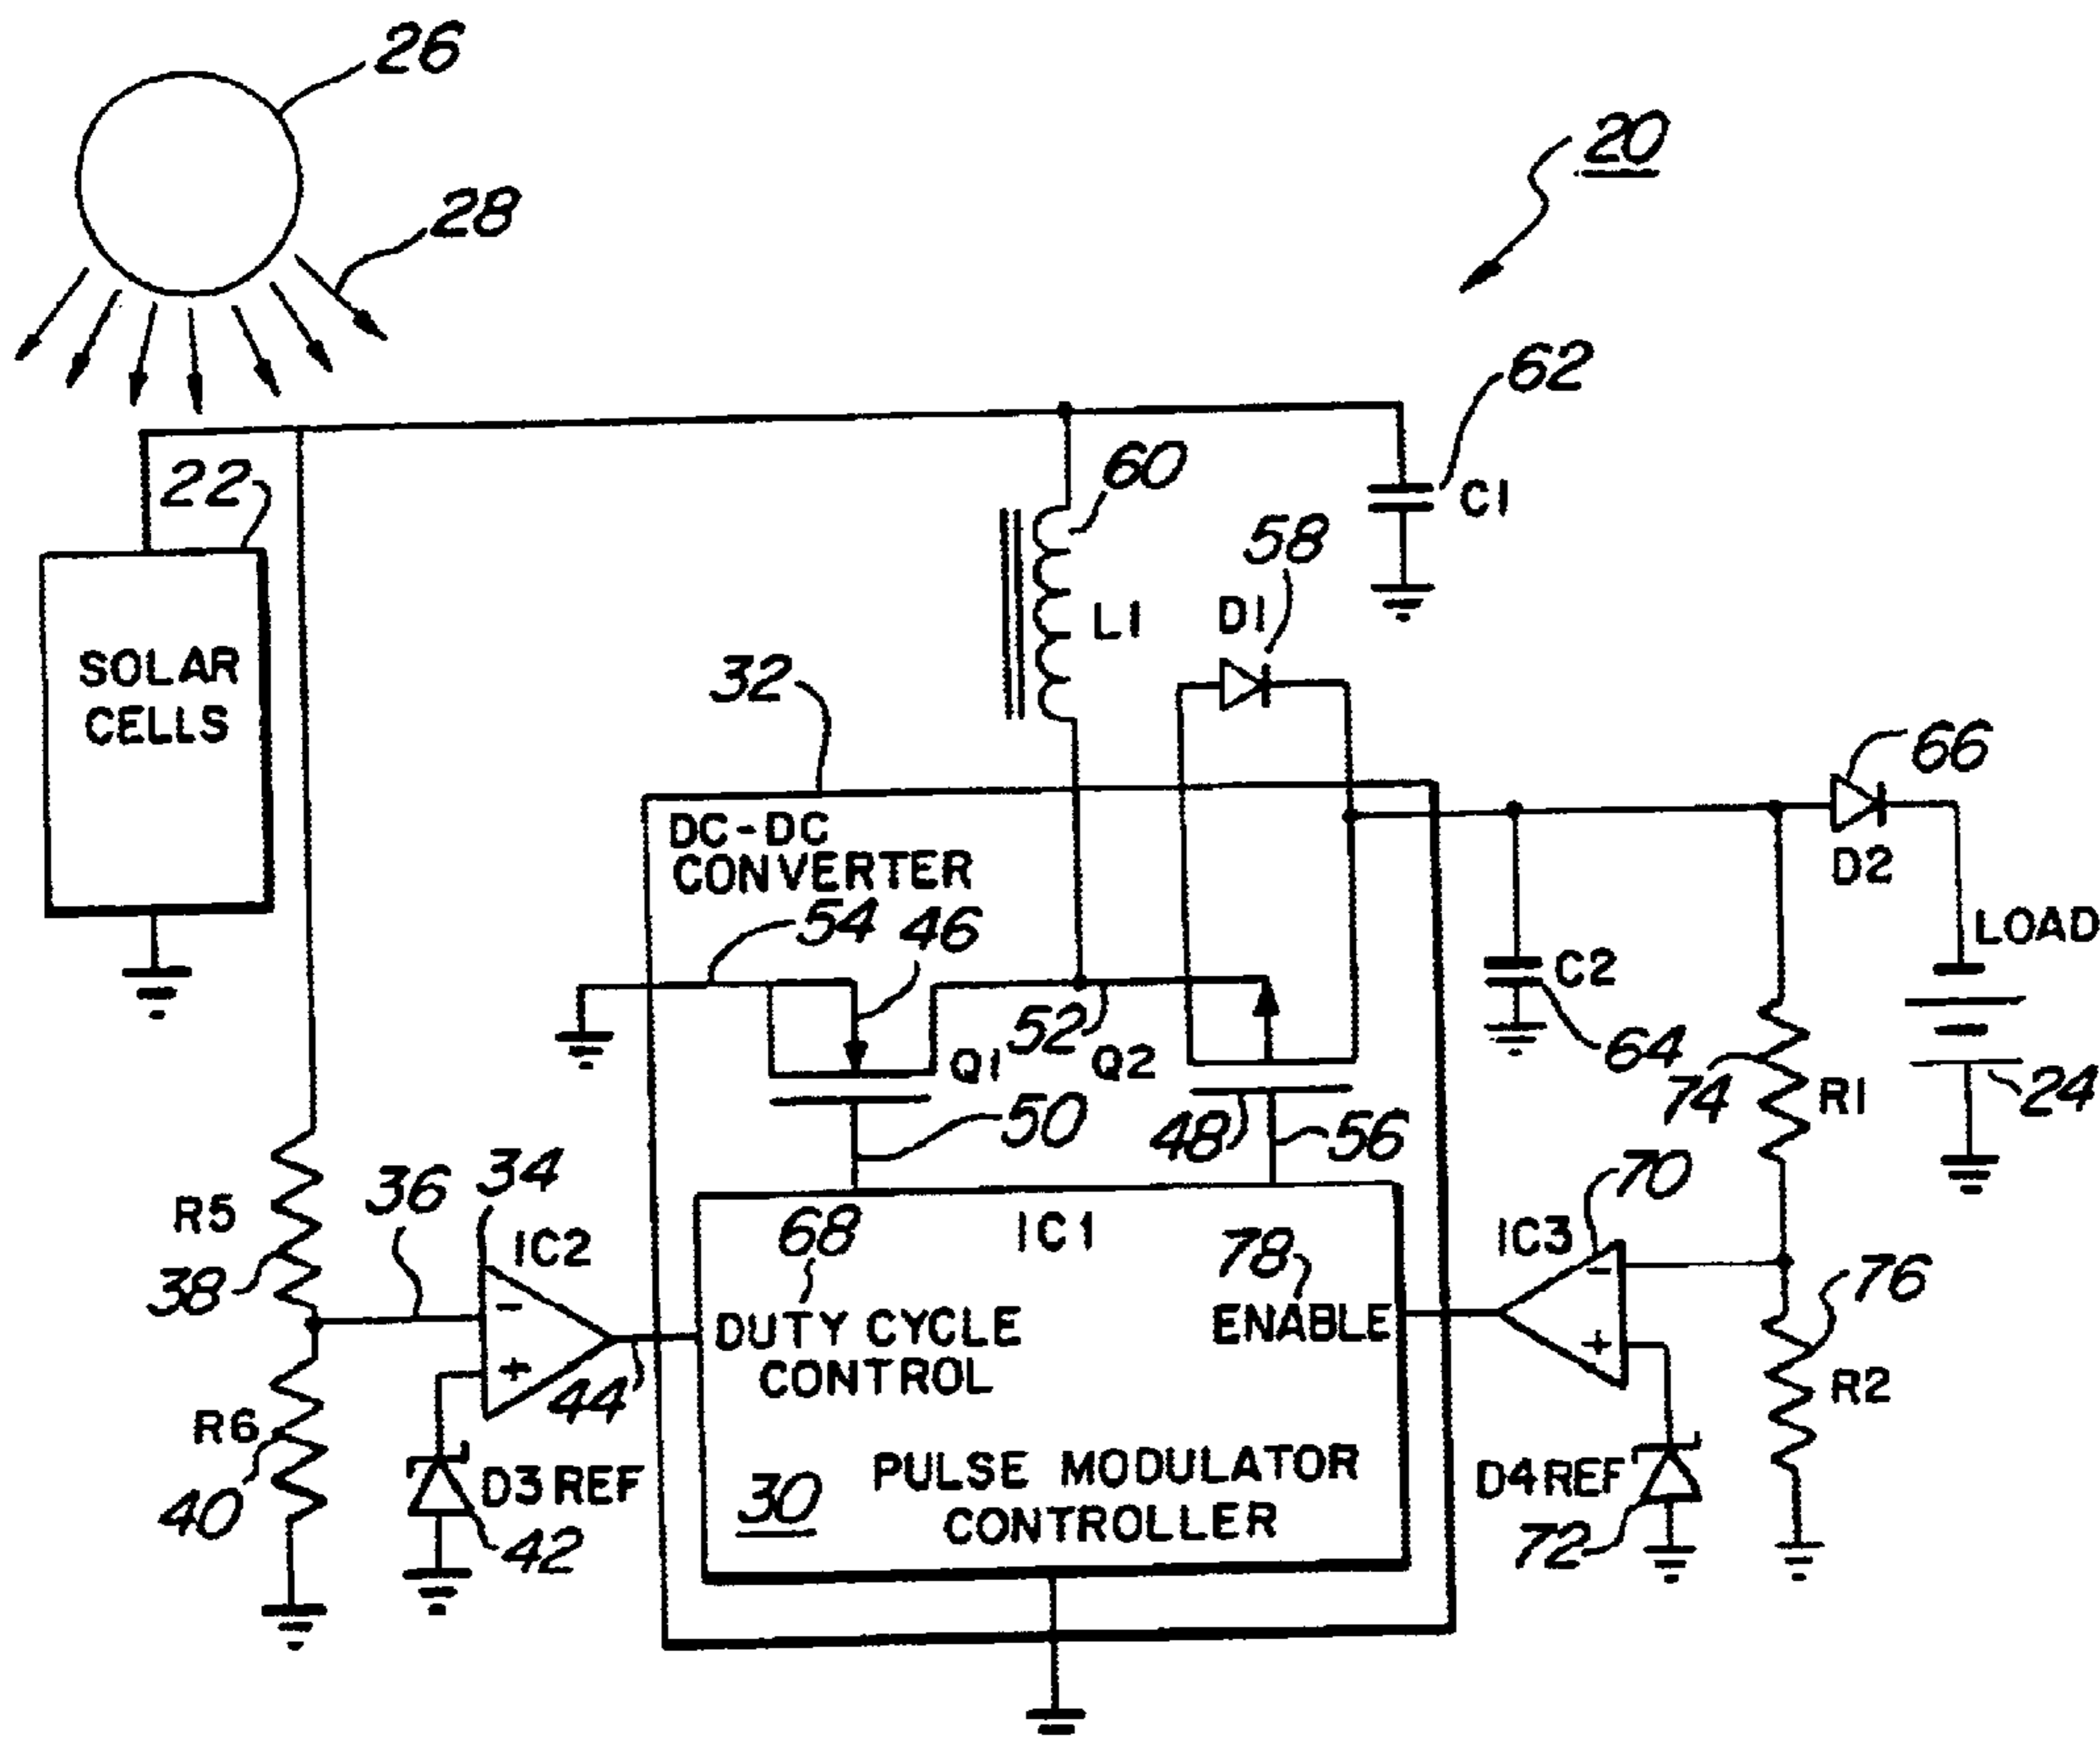 26
28
20
62
22
60
C1
58
D1
L1
SOLAR
CELLS
32
66
DC-DC
CONVERTER
D2
54
46
LOAD
C2
52
Q1
Q2
64
74
R1
24
50
48
56
34
36
70
R5
IC2
68
IC1
78
IC3
76
38
DUTY CYCLE
CONTROL
ENABLE
-
+
-
+
44
R2
R6
D3 REF
30
PULSE MODULATOR
CONTROLLER
D4 REF
40
42
72